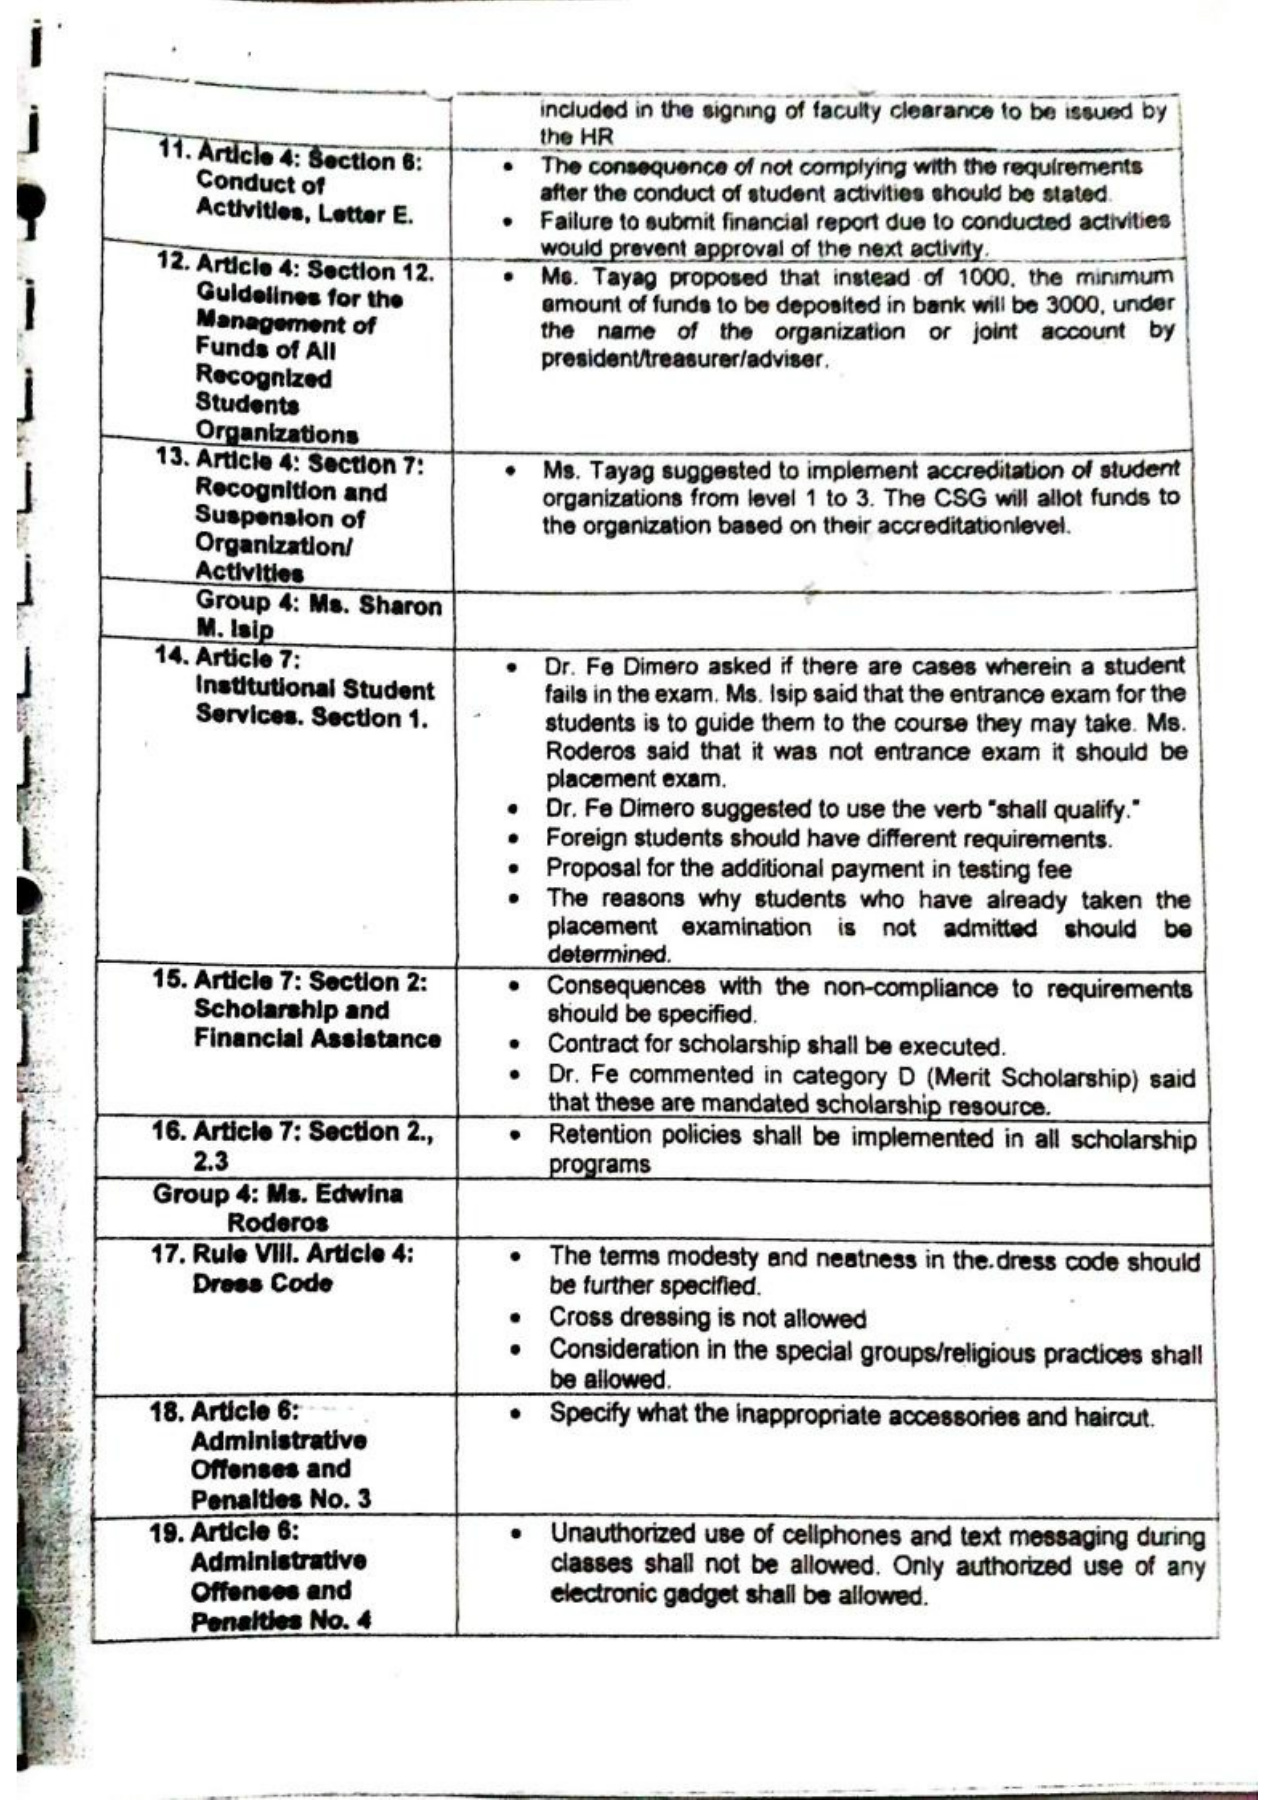 included in the signing of faculty clearance to be issued by
the HR
11. Article 4: Section 6:
Conduct of
Activities, Letter E.
• The consequence of not complying with the requirements
after the conduct of student activities should be stated.
• Failure to submit financial report due to conducted activities
would prevent approval of the next activity.
12. Article 4: Section 12.
Guidelines for the
Management of
Funds of All
Recognized
Students
Organizations
• Ms. Tayag proposed that instead of 1000, the minimum
amount of funds to be deposited in bank will be 3000, under
the name of the organization or joint account by
president/treasurer/adviser.
13. Article 4: Section 7:
Recognition and
Suspension of
Organization/
Activities
• Ms. Tayag suggested to implement accreditation of student
organizations from level 1 to 3. The CSG will allot funds to
the organization based on their accreditationlevel.
Group 4: Ms. Sharon
M. Isip
14. Article 7:
Institutional Student
Services. Section 1.
• Dr. Fe Dimero asked if there are cases wherein a student
fails in the exam. Ms. Isip said that the entrance exam for the
students is to guide them to the course they may take. Ms.
Roderos said that it was not entrance exam it should be
placement exam.
• Dr. Fe Dimero suggested to use the verb "shall qualify."
• Foreign students should have different requirements.
• Proposal for the additional payment in testing fee
• The reasons why students who have already taken the
placement examination is not admitted should be
determined.
15. Article 7: Section 2:
Scholarship and
Financial Assistance
• Consequences with the non-compliance to requirements
should be specified.
• Contract for scholarship shall be executed.
• Dr. Fe commented in category D (Merit Scholarship) said
that these are mandated scholarship resource.
16. Article 7: Section 2.,
2.3
• Retention policies shall be implemented in all scholarship
programs
Group 4: Ms. Edwina
Roderos
17. Rule VIII. Article 4:
Dress Code
• The terms modesty and neatness in the dress code should
be further specified.
• Cross dressing is not allowed
• Consideration in the special groups/religious practices shall
be allowed.
18. Article 6:
Administrative
Offenses and
Penalties No. 3
• Specify what the inappropriate accessories and haircut.
19. Article 6:
Administrative
Offenses and
Penalties No. 4
• Unauthorized use of cellphones and text messaging during
classes shall not be allowed. Only authorized use of any
electronic gadget shall be allowed.